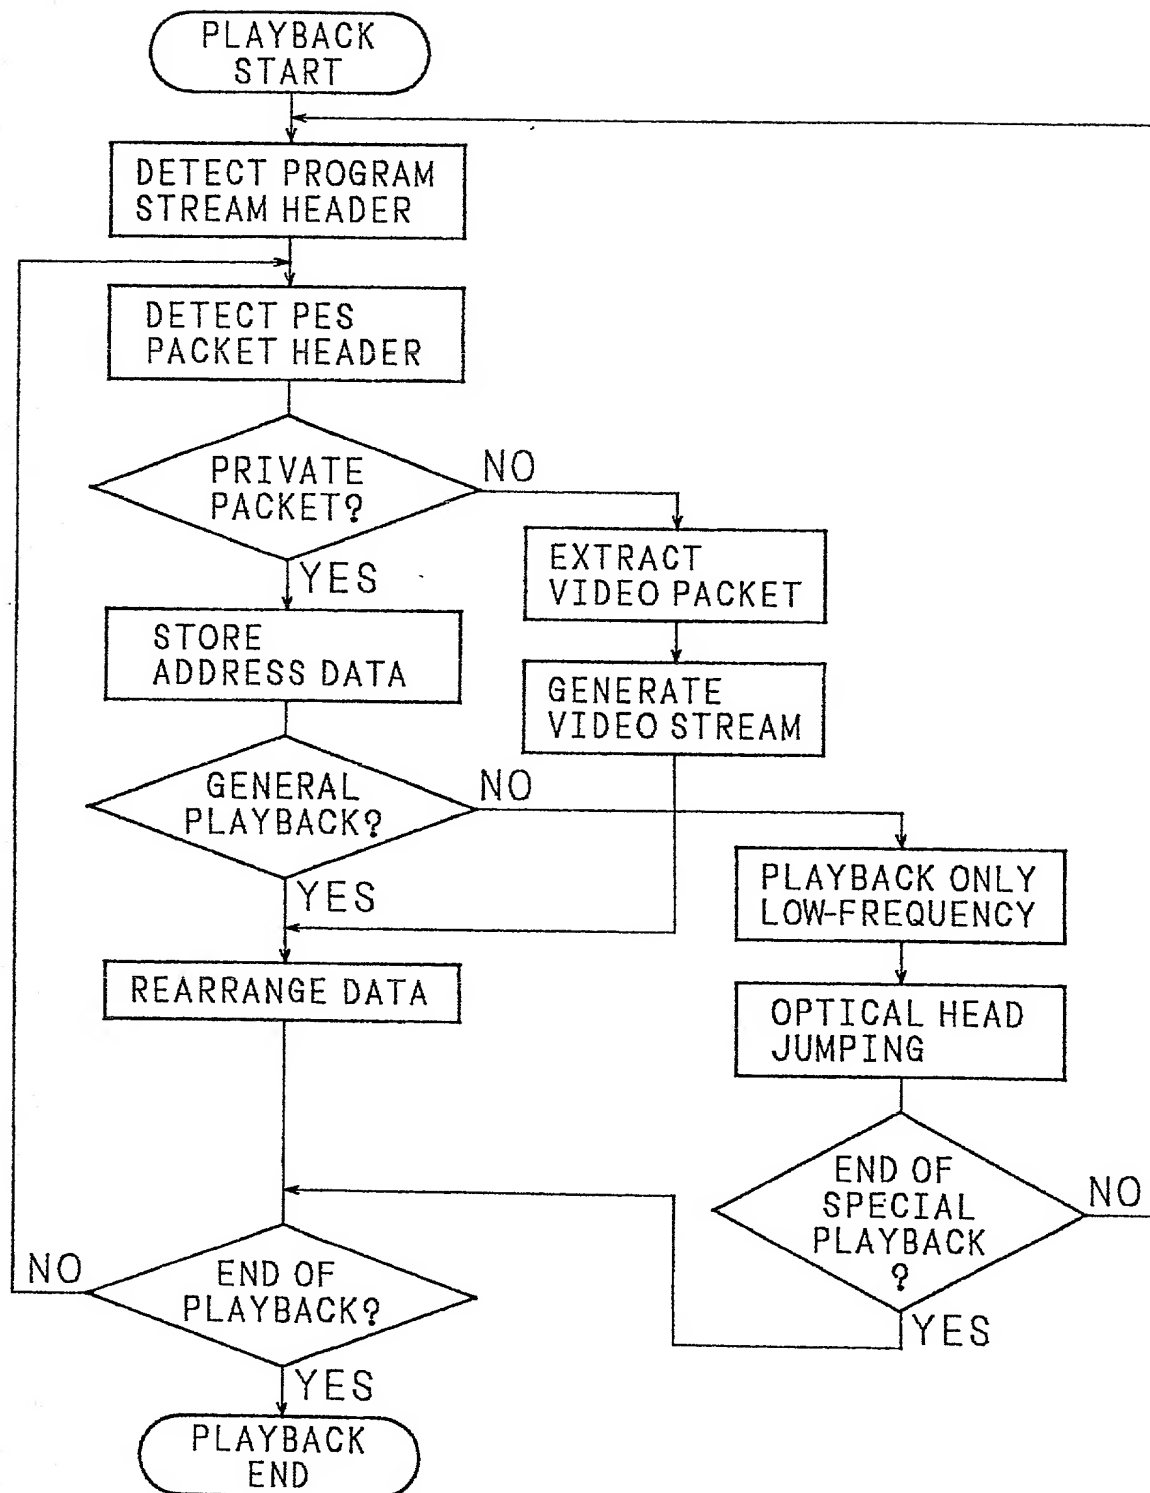 PLAYBACK
START
DETECT PROGRAM
STREAM HEADER
DETECT PES
PACKET HEADER
PRIVATE
PACKET?
NO
YES
EXTRACT
VIDEO PACKET
STORE
ADDRESS DATA
GENERATE
VIDEO STREAM
GENERAL
PLAYBACK?
NO
YES
PLAYBACK ONLY
LOW-FREQUENCY
REARRANGE DATA
OPTICAL HEAD
JUMPING
END OF
SPECIAL
PLAYBACK
?
NO
YES
END OF
PLAYBACK?
NO
YES
PLAYBACK
END